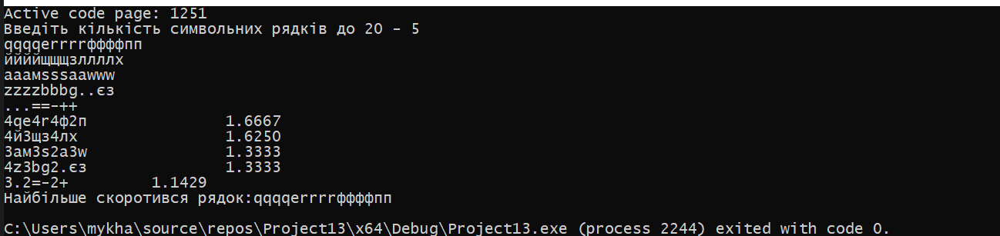 Active code page: 1251
Введіть кількість символьних рядків до 20 - 5
qqqqerrrrффффпп
ййййщщщзллллх
ааамsssааwww
zzzzbbbg..єз
...==-++
4qe4r4ф2п 1.6667
4й3щз4лх 1.6250
3ам3s2а3w 1.3333
4z3bg2.єз 1.3333
3.2=-2+ 1.1429
Найбільше скоротився рядок:qqqqerrrrффффпп
C:\Users\mykha\source\repos\Project13\x64\Debug\Project13.exe (process 2244) exited with code 0.